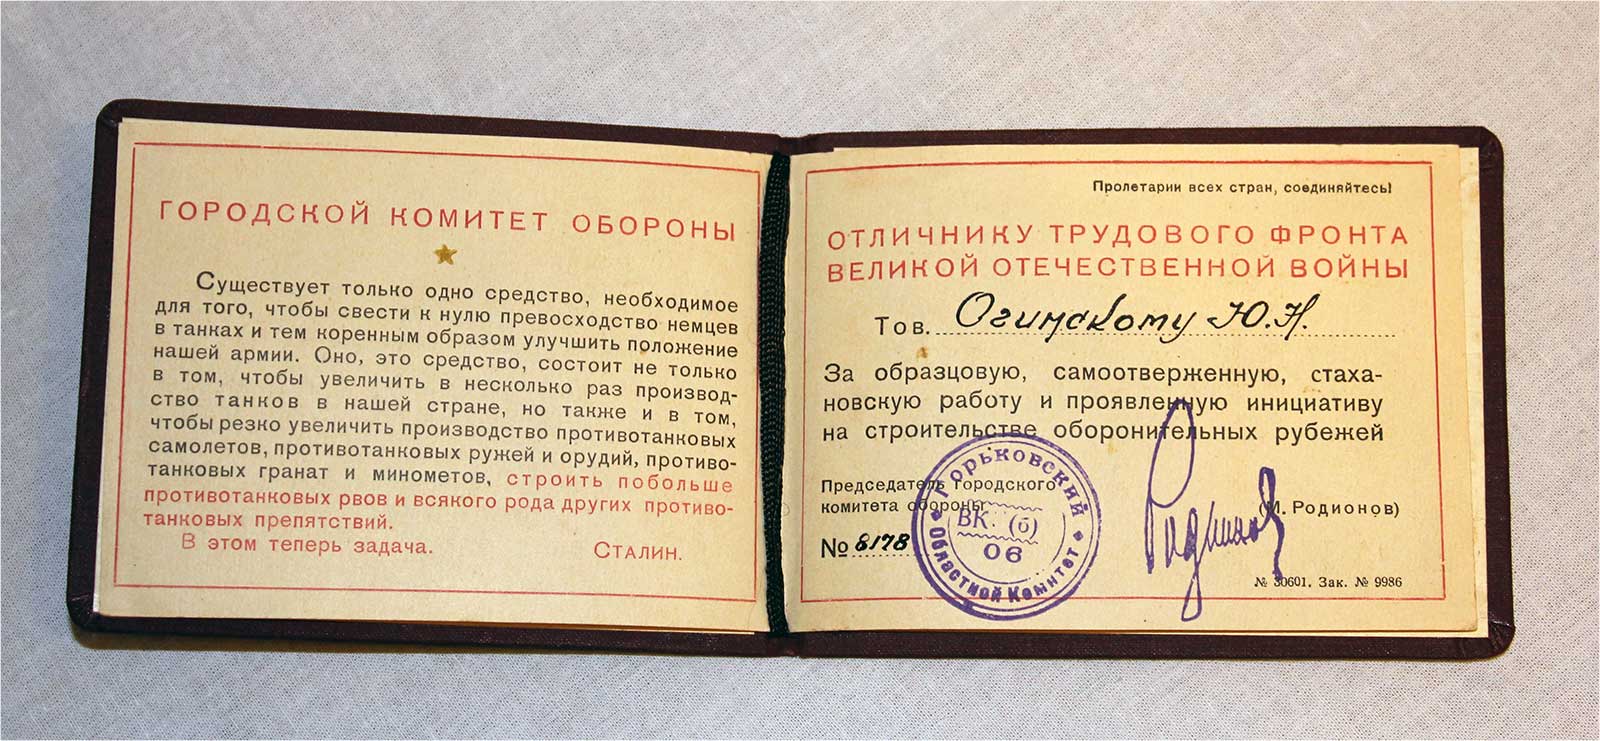 ГОРОДСКОЙ КОМИТЕТ ОБОРОНЫ
Существует только одно средство, необходимое
для того, чтобы свести к нулю превосходство немцев
в танках и тем коренным образом улучшить положение
нашей армии. Оно, это средство, состоит не только
в том, чтобы увеличить в несколько раз производ-
ство танков в нашей стране, но также и в том,
чтобы резко увеличить производство противотанковых
самолетов, противотанковых ружей и орудий, противо-
танковых гранат и минометов, строить побольше
противотанковых рвов и всякого рода других противо-
танковых препятствий.
В этом теперь задача. Сталин.
Пролетарии всех стран, соединяйтесь!
ОТЛИЧНИКУ ТРУДОВОГО ФРОНТА
ВЕЛИКОЙ ОТЕЧЕСТВЕННОЙ ВОЙНЫ
Тов. Огинскому Ю.Н.
За образцовую, самоотверженную, стаха-
новскую работу и проявленную инициативу
на строительстве оборонительных рубежей
Председатель Городского
комитета обороны (М. Родионов)
№ 8178
Горьковский
ВК. (б)
06
Областной Комитет
Родионов
№ 30601. Зак. № 9986